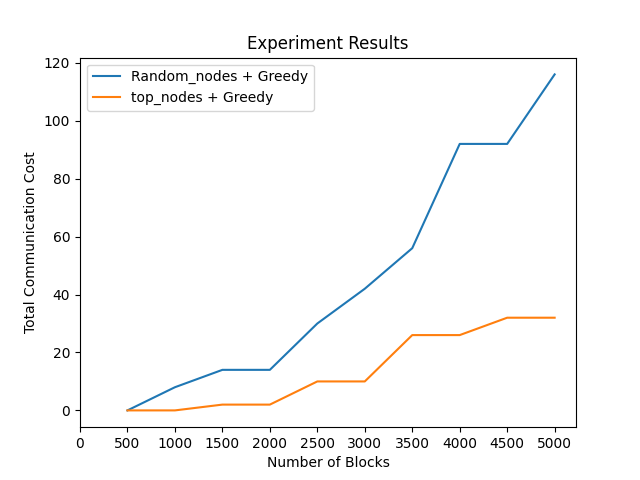 Experiment Results
Random_nodes + Greedy
top_nodes + Greedy
Total Communication Cost
120
100
80
60
40
20
0
0 500 1000 1500 2000 2500 3000 3500 4000 4500 5000
Number of Blocks